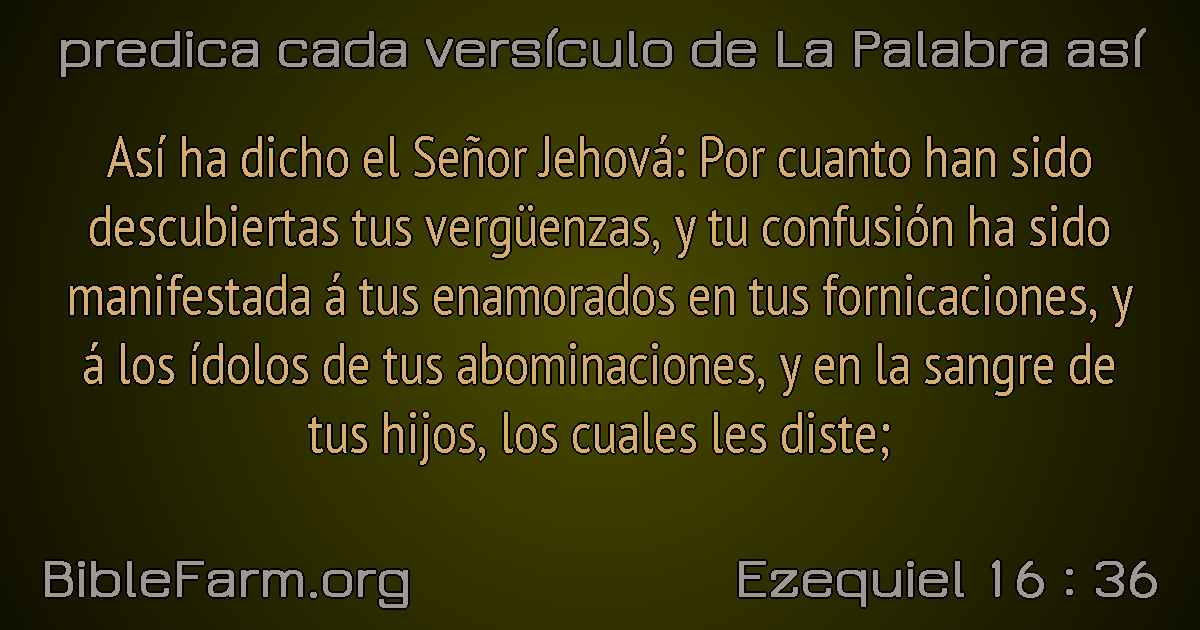 predica cada versículo de La Palabra así
Así ha dicho el Señor Jehová: Por cuanto han sido
descubiertas tus vergüenzas, y tu confusión ha sido
manifestada á tus enamorados en tus fornicaciones, y
á los ídolos de tus abominaciones, y en la sangre de
tus hijos, los cuales les diste;
BibleFarm.org
Ezequiel 16 : 36